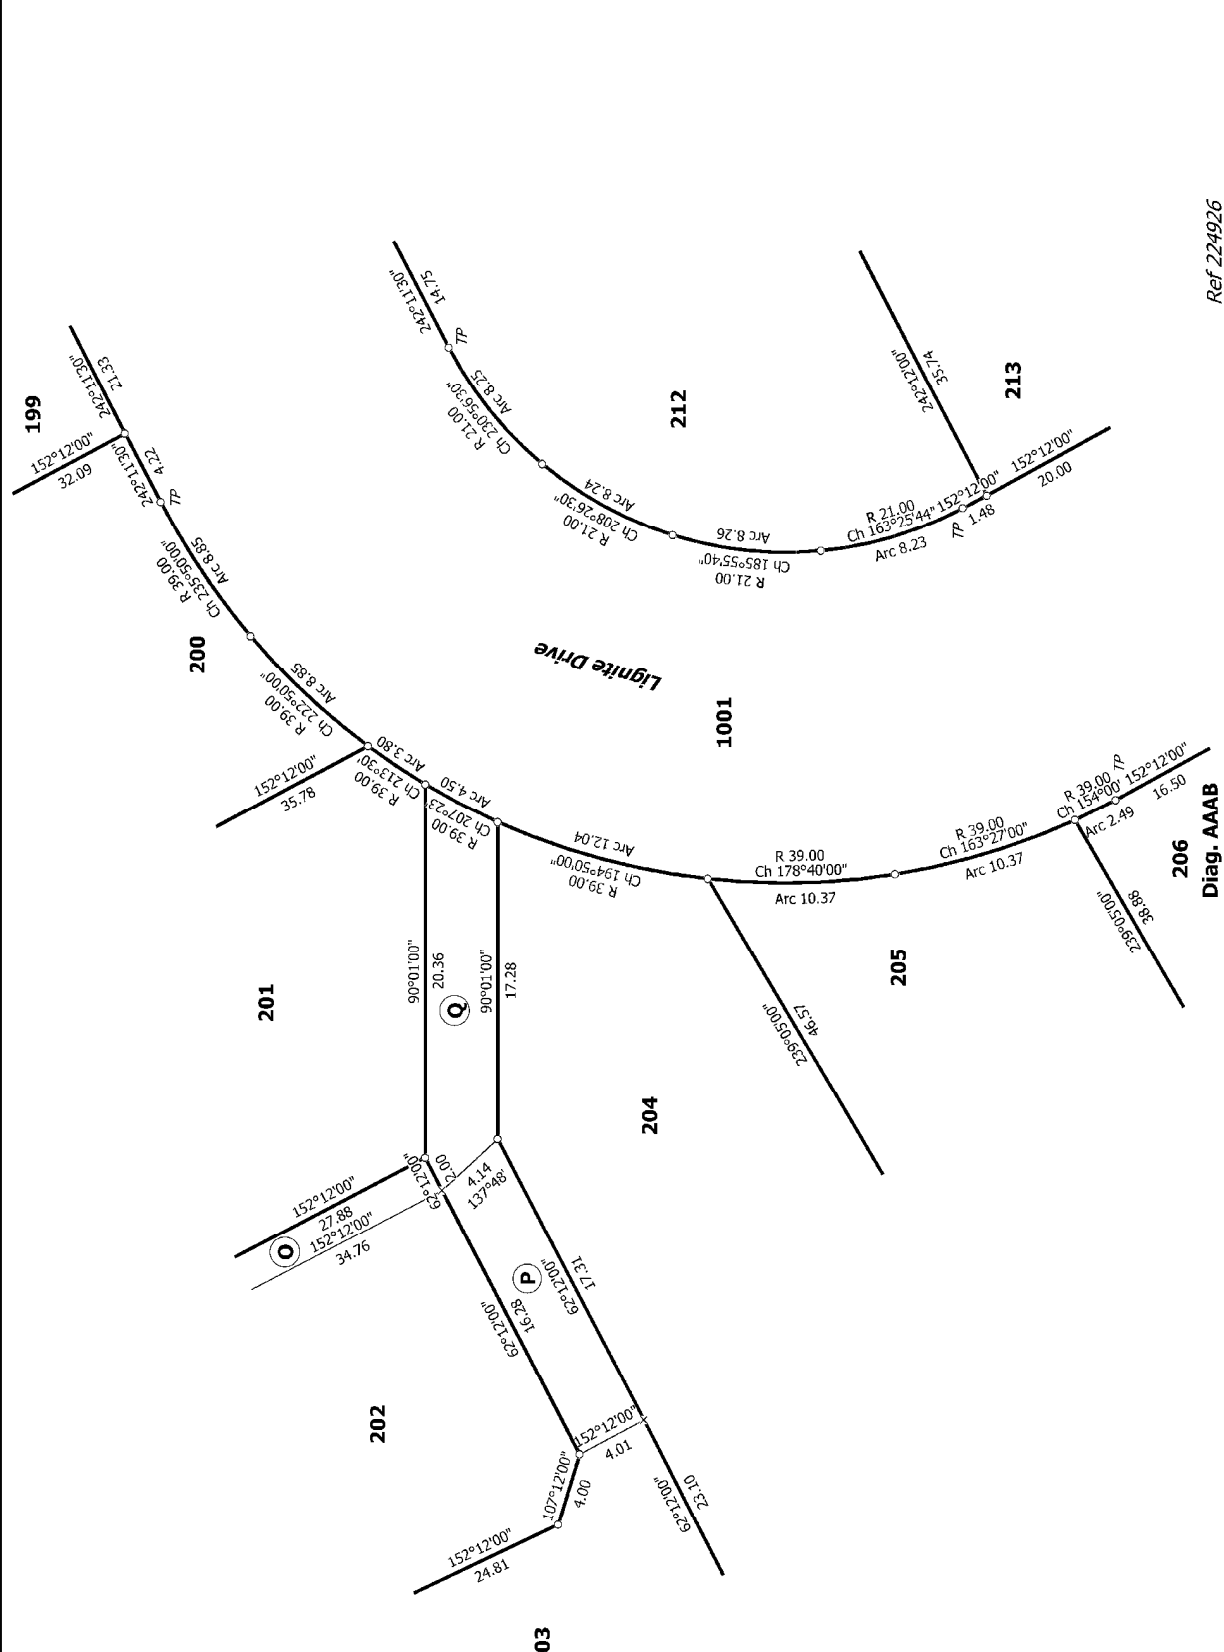 199
152°12'00"
32.09
242°11'30"
21.33
242°11'30"
4.22
TP
R 39.00
Ch 235°50'00"
Arc 8.85
200
R 39.00
Ch 222°50'00"
Arc 8.85
152°12'00"
35.78
R 39.00
Ch 213°30'
Arc 3.80
R 39.00
Ch 207°23'
Arc 4.50
R 39.00
Ch 194°50'00"
Arc 12.04
R 39.00
Ch 178°40'00"
Arc 10.37
R 39.00
Ch 163°27'00"
Arc 10.37
R 39.00
Ch 154°00'
Arc 2.49
TP
152°12'00"
16.50
242°11'30"
14.75
TP
R 21.00
Ch 230°56'30"
Arc 8.25
R 21.00
Ch 208°26'30"
Arc 8.24
R 21.00
Ch 185°55'40"
Arc 8.26
R 21.00
Ch 163°25'44"
Arc 8.23
TP
152°12'00"
1.48
152°12'00"
20.00
212
242°12'00"
35.74
213
Lignite Drive
1001
201
90°01'00"
20.36
Q
90°01'00"
17.28
204
239°05'00"
46.57
205
239°05'00"
38.88
206
152°12'00"
27.88
O
152°12'00"
34.76
62°12'00"
2.00
4.14
137°48'
P
62°12'00"
16.28
62°12'00"
17.31
202
152°12'00"
4.01
107°12'00"
4.00
152°12'00"
24.81
62°12'00"
23.10
03
Diag. AAAB
Ref 224926